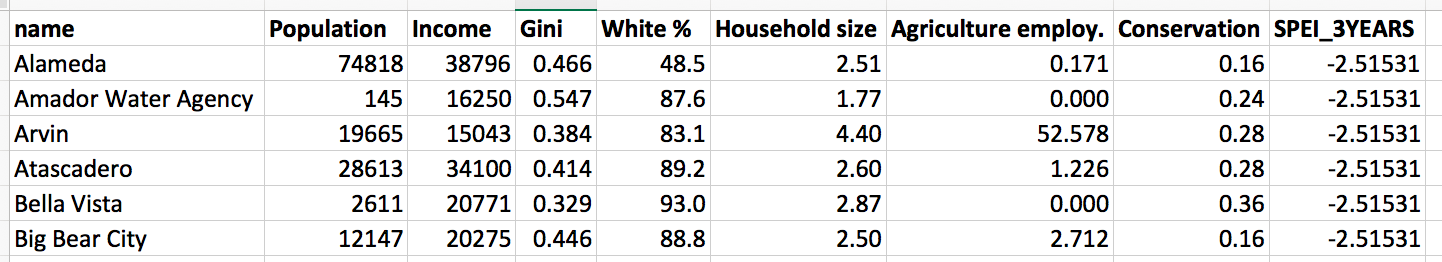 name Population Income Gini White % Household size Agriculture employ. Conservation SPEI_3YEARS
Alameda 74818 38796 0.466 48.5 2.51 0.171 0.16 -2.51531
Amador Water Agency 145 16250 0.547 87.6 1.77 0.000 0.24 -2.51531
Arvin 19665 15043 0.384 83.1 4.40 52.578 0.28 -2.51531
Atascadero 28613 34100 0.414 89.2 2.60 1.226 0.28 -2.51531
Bella Vista 2611 20771 0.329 93.0 2.87 0.000 0.36 -2.51531
Big Bear City 12147 20275 0.446 88.8 2.50 2.712 0.16 -2.51531